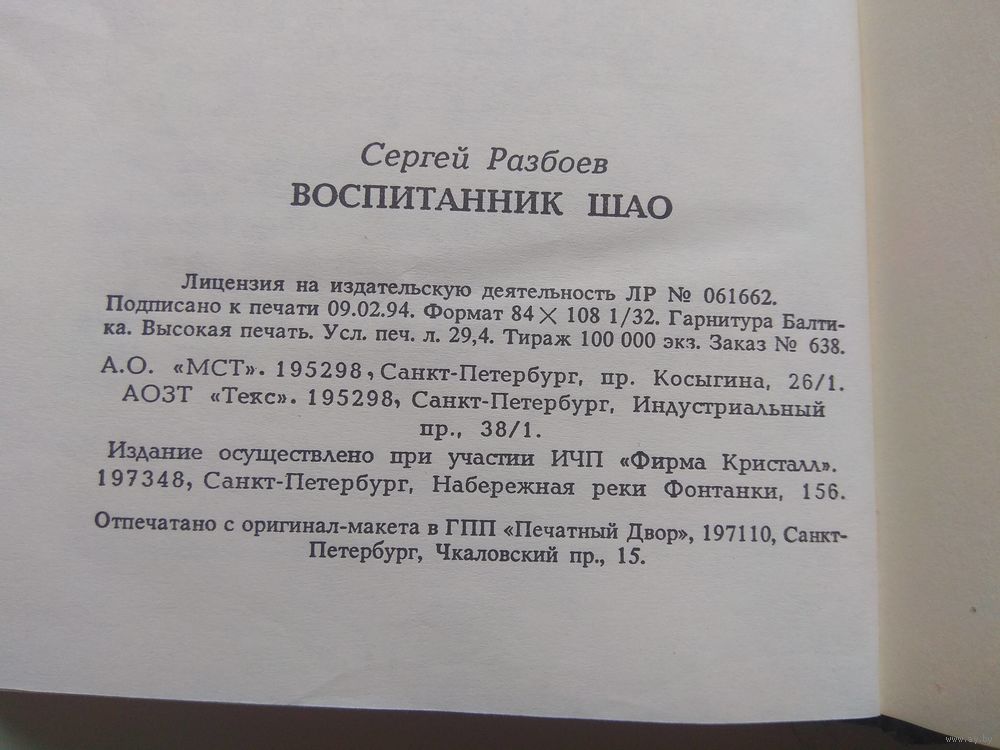 Сергей Разбоев
ВОСПИТАННИК ШАО
Лицензия на издательскую деятельность ЛР № 061662.
Подписано к печати 09.02.94. Формат 84 × 108 1/32. Гарнитура Балти-
ка. Высокая печать. Усл. печ. л. 29,4. Тираж 100 000 экз. Заказ № 638.
А.О. «МСТ». 195298, Санкт-Петербург, пр. Косыгина, 26/1.
АОЗТ «Текс». 195298, Санкт-Петербург, Индустриальный
пр., 38/1.
Издание осуществлено при участии ИЧП «Фирма Кристалл».
197348, Санкт-Петербург, Набережная реки Фонтанки, 156.
Отпечатано с оригинал-макета в ГПП «Печатный Двор», 197110, Санкт-
Петербург, Чкаловский пр., 15.
www.ay.by